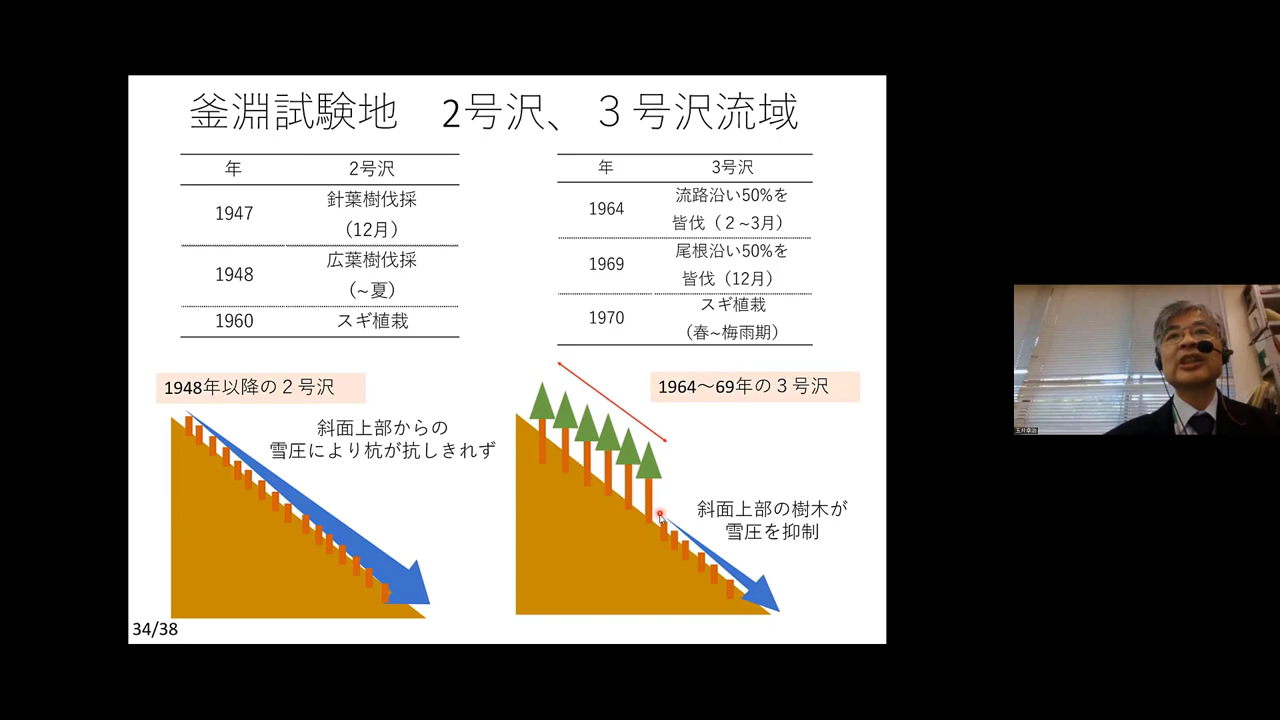 釜淵試験地　2号沢、３号沢流域
年 2号沢
1947 針葉樹伐採
（12月）
1948 広葉樹伐採
(~夏）
1960 スギ植栽
年 3号沢
1964 流路沿い50%を
皆伐（２~3月）
1969 尾根沿い50%を
皆伐（12月）
1970 スギ植栽
（春~梅雨期）
1948年以降の２号沢
斜面上部からの
雪圧により杭が抗しきれず
1964～69年の３号沢
斜面上部の樹木が
雪圧を抑制
34/38
玉井幸治